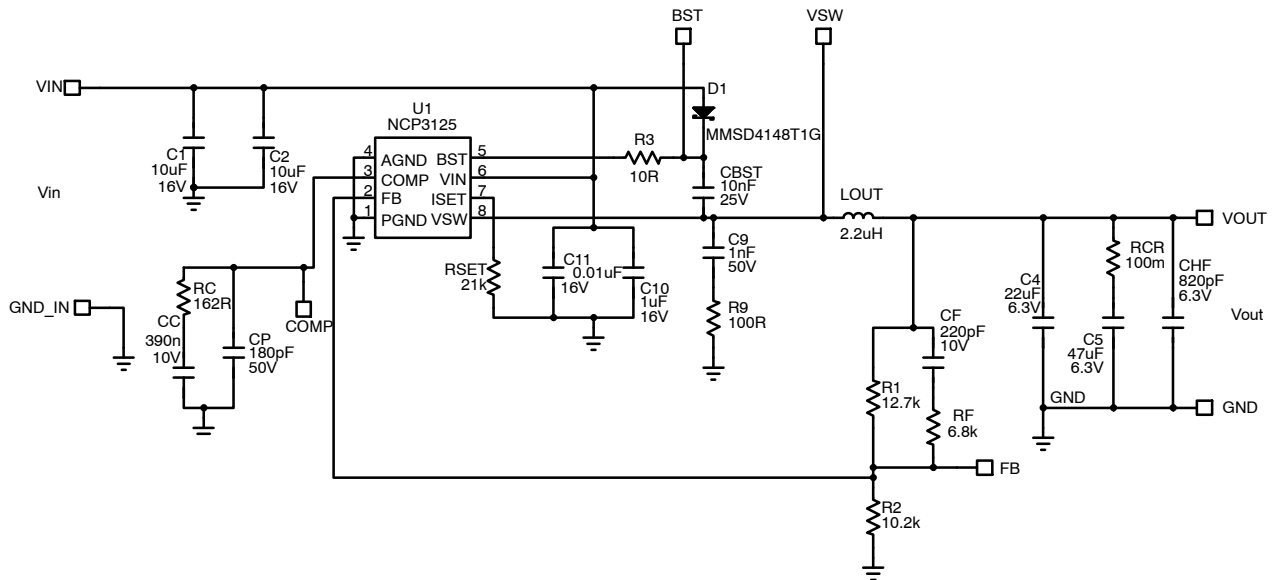 BST
VSW
VIN
D1
MMSD4148T1G
U1
NCP3125
C1
10uF
16V
C2
10uF
16V
Vin
4
AGND
BST
5
3
COMP
VIN
6
2
FB
ISET
7
1
PGND
VSW
8
R3
10R
CBST
10nF
25V
LOUT
2.2uH
VOUT
C9
1nF
50V
R9
100R
RSET
21k
C11
0.01uF
16V
C10
1uF
16V
RC
162R
CC
390n
10V
CP
180pF
50V
COMP
GND_IN
C4
22uF
6.3V
RCR
100m
C5
47uF
6.3V
CHF
820pF
6.3V
Vout
CF
220pF
10V
R1
12.7k
RF
6.8k
GND
GND
FB
R2
10.2k